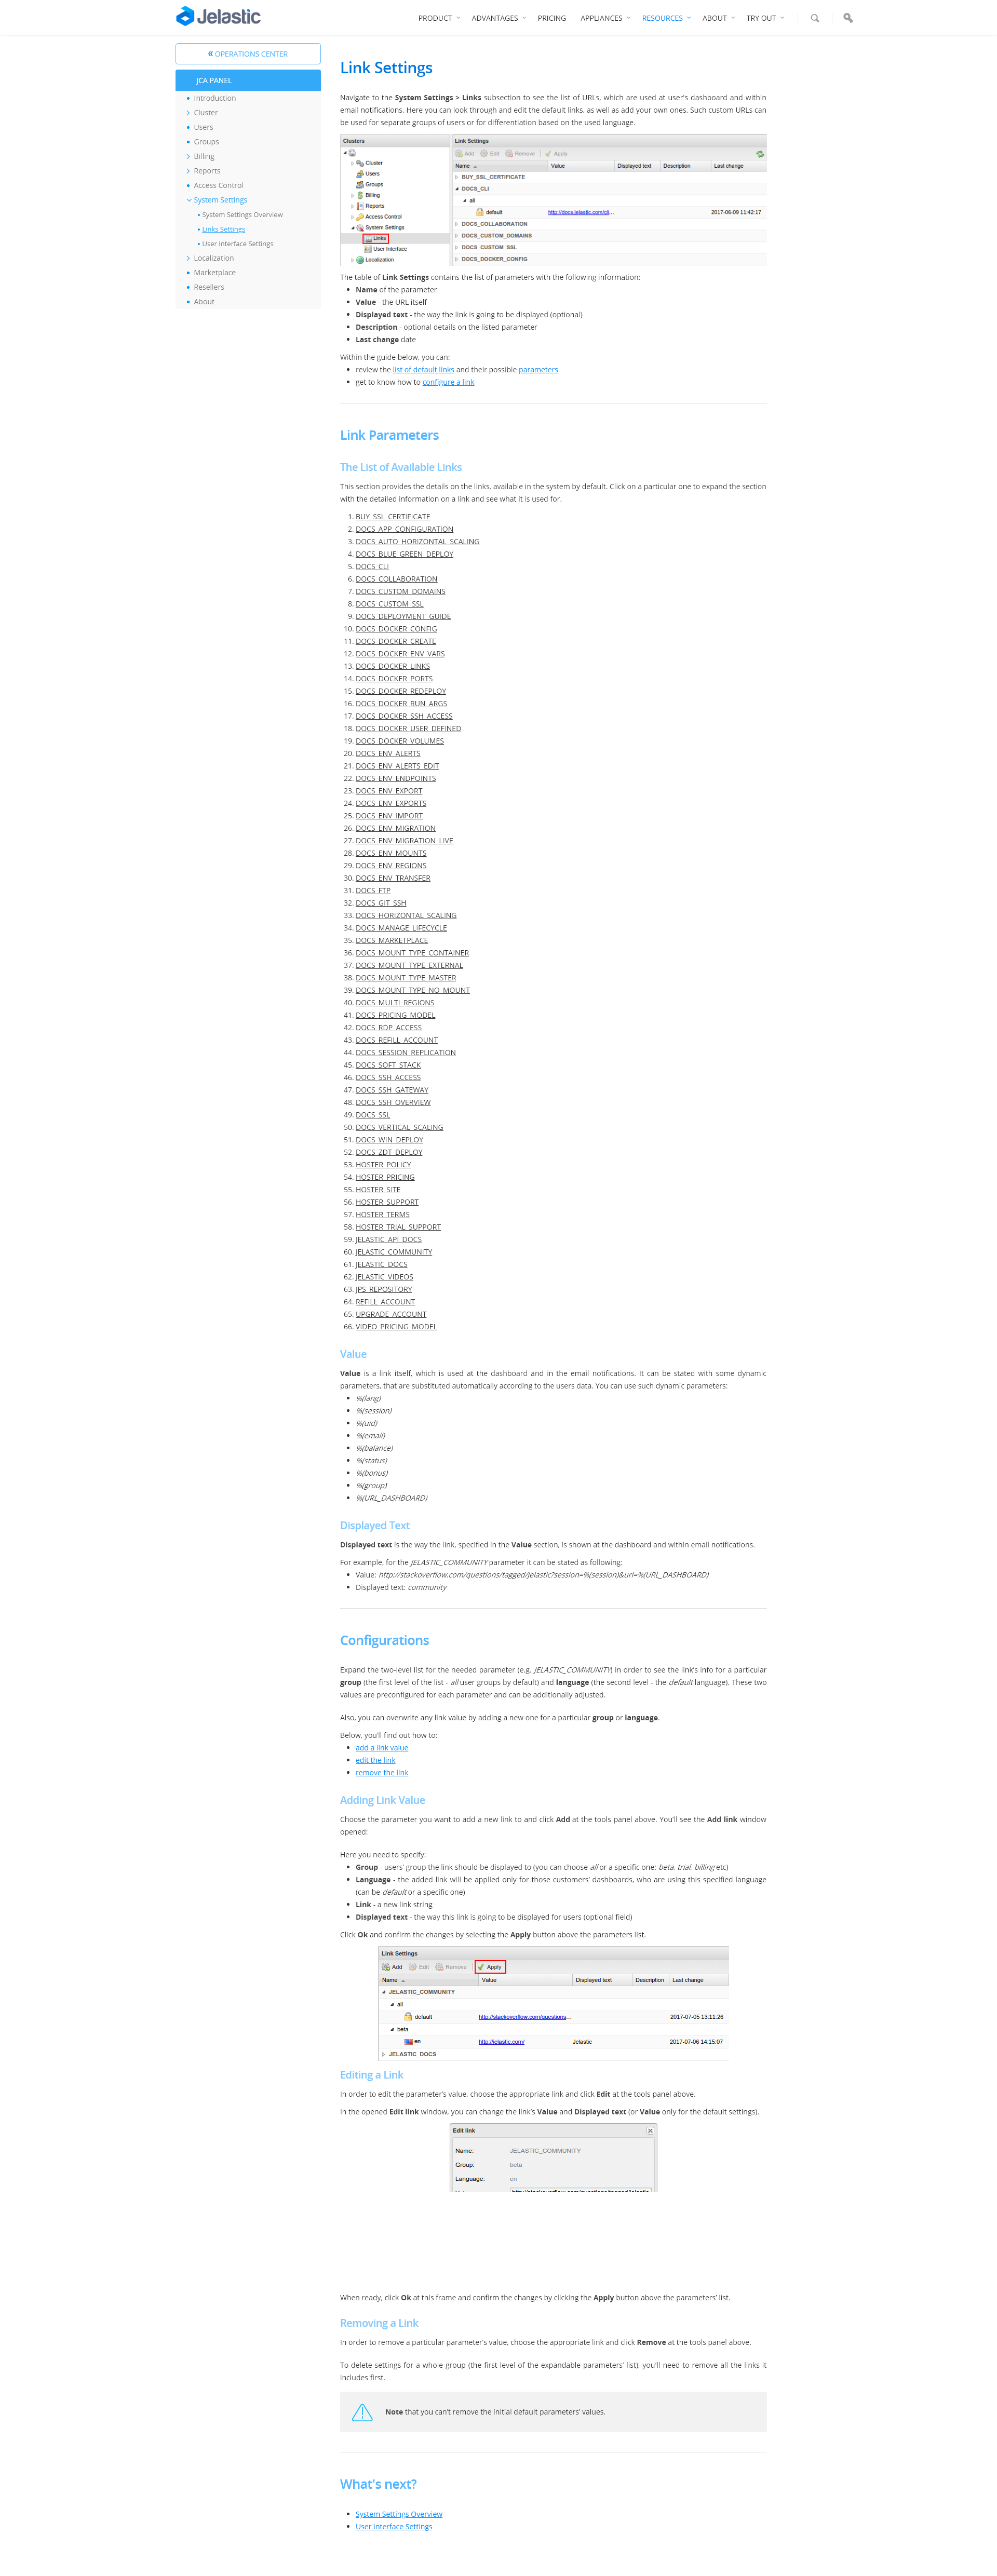 Jelastic
PRODUCT ADVANTAGES PRICING APPLIANCES RESOURCES ABOUT TRY OUT
« OPERATIONS CENTER
JCA PANEL
Introduction
Cluster
Users
Groups
Billing
Reports
Access Control
System Settings
System Settings Overview
Links Settings
User Interface Settings
Localization
Marketplace
Resellers
About
Link Settings
Navigate to the System Settings > Links subsection to see the list of URLs, which are used at user's dashboard and within
email notifications. Here you can look through and edit the default links, as well as add your own ones. Such custom URLs can
be used for separate groups of users or for differentiation based on the used language.
Clusters
Cluster
Users
Groups
Billing
Reports
Access Control
System Settings
Links
User Interface
Localization
Link Settings
Add Edit Remove Apply
Name Value Displayed text Description Last change
BUY_SSL_CERTIFICATE
DOCS_CLI
all
default http://docs.jelastic.com/cli... 2017-06-09 11:42:17
DOCS_COLLABORATION
DOCS_CUSTOM_DOMAINS
DOCS_CUSTOM_SSL
DOCS_DOCKER_CONFIG
The table of Link Settings contains the list of parameters with the following information:
• Name of the parameter
• Value - the URL itself
• Displayed text - the way the link is going to be displayed (optional)
• Description - optional details on the listed parameter
• Last change date
Within the guide below, you can:
• review the list of default links and their possible parameters
• get to know how to configure a link
Link Parameters
The List of Available Links
This section provides the details on the links, available in the system by default. Click on a particular one to expand the section
with the detailed information on a link and see what it is used for.
1. BUY_SSL_CERTIFICATE
2. DOCS_APP_CONFIGURATION
3. DOCS_AUTO_HORIZONTAL_SCALING
4. DOCS_BLUE_GREEN_DEPLOY
5. DOCS_CLI
6. DOCS_COLLABORATION
7. DOCS_CUSTOM_DOMAINS
8. DOCS_CUSTOM_SSL
9. DOCS_DEPLOYMENT_GUIDE
10. DOCS_DOCKER_CONFIG
11. DOCS_DOCKER_CREATE
12. DOCS_DOCKER_ENV_VARS
13. DOCS_DOCKER_LINKS
14. DOCS_DOCKER_PORTS
15. DOCS_DOCKER_REDEPLOY
16. DOCS_DOCKER_RUN_ARGS
17. DOCS_DOCKER_SSH_ACCESS
18. DOCS_DOCKER_USER_DEFINED
19. DOCS_DOCKER_VOLUMES
20. DOCS_ENV_ALERTS
21. DOCS_ENV_ALERTS_EDIT
22. DOCS_ENV_ENDPOINTS
23. DOCS_ENV_EXPORT
24. DOCS_ENV_EXPORTS
25. DOCS_ENV_IMPORT
26. DOCS_ENV_MIGRATION
27. DOCS_ENV_MIGRATION_LIVE
28. DOCS_ENV_MOUNTS
29. DOCS_ENV_REGIONS
30. DOCS_ENV_TRANSFER
31. DOCS_FTP
32. DOCS_GIT_SSH
33. DOCS_HORIZONTAL_SCALING
34. DOCS_MANAGE_LIFECYCLE
35. DOCS_MARKETPLACE
36. DOCS_MOUNT_TYPE_CONTAINER
37. DOCS_MOUNT_TYPE_EXTERNAL
38. DOCS_MOUNT_TYPE_MASTER
39. DOCS_MOUNT_TYPE_NO_MOUNT
40. DOCS_MULTI_REGIONS
41. DOCS_PRICING_MODEL
42. DOCS_RDP_ACCESS
43. DOCS_REFILL_ACCOUNT
44. DOCS_SESSION_REPLICATION
45. DOCS_SOFT_STACK
46. DOCS_SSH_ACCESS
47. DOCS_SSH_GATEWAY
48. DOCS_SSH_OVERVIEW
49. DOCS_SSL
50. DOCS_VERTICAL_SCALING
51. DOCS_WIN_DEPLOY
52. DOCS_ZDT_DEPLOY
53. HOSTER_POLICY
54. HOSTER_PRICING
55. HOSTER_SITE
56. HOSTER_SUPPORT
57. HOSTER_TERMS
58. HOSTER_TRIAL_SUPPORT
59. JELASTIC_API_DOCS
60. JELASTIC_COMMUNITY
61. JELASTIC_DOCS
62. JELASTIC_VIDEOS
63. JPS_REPOSITORY
64. REFILL_ACCOUNT
65. UPGRADE_ACCOUNT
66. VIDEO_PRICING_MODEL
Value
Value is a link itself, which is used at the dashboard and in the email notifications. It can be stated with some dynamic
parameters, that are substituted automatically according to the users data. You can use such dynamic parameters:
• %(lang)
• %(session)
• %(uid)
• %(email)
• %(balance)
• %(status)
• %(bonus)
• %(group)
• %(URL_DASHBOARD)
Displayed Text
Displayed text is the way the link, specified in the Value section, is shown at the dashboard and within email notifications.
For example, for the JELASTIC_COMMUNITY parameter it can be stated as following:
• Value: http://stackoverflow.com/questions/tagged/jelastic?session=%(session)&url=%(URL_DASHBOARD)
• Displayed text: community
Configurations
Expand the two-level list for the needed parameter (e.g. JELASTIC_COMMUNITY) in order to see the link's info for a particular
group (the first level of the list - all user groups by default) and language (the second level - the default language). These two
values are preconfigured for each parameter and can be additionally adjusted.
Also, you can overwrite any link value by adding a new one for a particular group or language.
Below, you'll find out how to:
• add a link value
• edit the link
• remove the link
Adding Link Value
Choose the parameter you want to add a new link to and click Add at the tools panel above. You'll see the Add link window
opened:
Here you need to specify:
• Group - users' group the link should be displayed to (you can choose all or a specific one: beta, trial, billing etc)
• Language - the added link will be applied only for those customers' dashboards, who are using this specified language
(can be default or a specific one)
• Link - a new link string
• Displayed text - the way this link is going to be displayed for users (optional field)
Click Ok and confirm the changes by selecting the Apply button above the parameters list.
Link Settings
Add Edit Remove Apply
Name Value Displayed text Description Last change
JELASTIC_COMMUNITY
all
default http://stackoverflow.com/questions... 2017-07-05 13:11:26
beta
en http://jelastic.com/ Jelastic 2017-07-06 14:15:07
JELASTIC_DOCS
Editing a Link
In order to edit the parameter's value, choose the appropriate link and click Edit at the tools panel above.
In the opened Edit link window, you can change the link's Value and Displayed text (or Value only for the default settings).
Edit link
Name: JELASTIC_COMMUNITY
Group: beta
Language: en
When ready, click Ok at this frame and confirm the changes by clicking the Apply button above the parameters' list.
Removing a Link
In order to remove a particular parameter's value, choose the appropriate link and click Remove at the tools panel above.
To delete settings for a whole group (the first level of the expandable parameters' list), you'll need to remove all the links it
includes first.
Note that you can't remove the initial default parameters' values.
What's next?
• System Settings Overview
• User Interface Settings